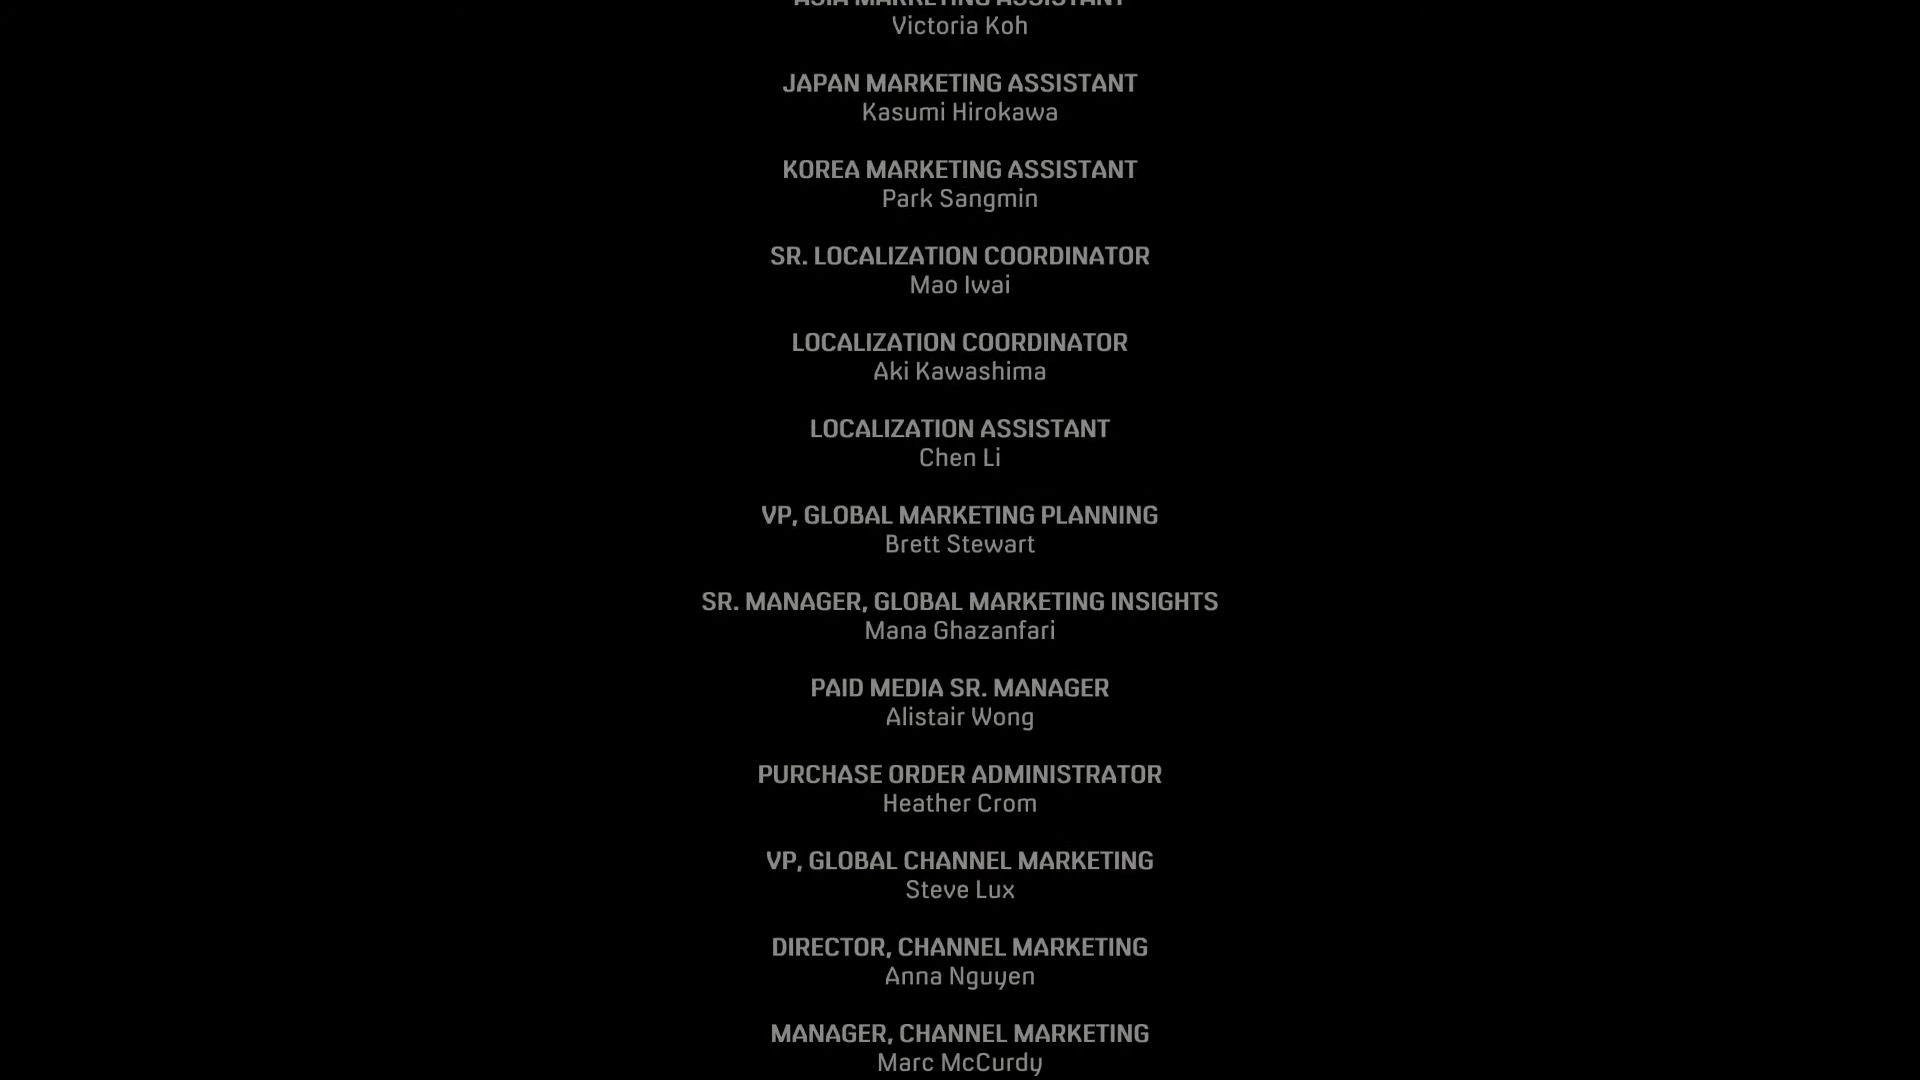 ASIA MARKETING ASSISTANT
Victoria Koh
JAPAN MARKETING ASSISTANT
Kasumi Hirokawa
KOREA MARKETING ASSISTANT
Park Sangmin
SR. LOCALIZATION COORDINATOR
Mao Iwai
LOCALIZATION COORDINATOR
Aki Kawashima
LOCALIZATION ASSISTANT
Chen Li
VP, GLOBAL MARKETING PLANNING
Brett Stewart
SR. MANAGER, GLOBAL MARKETING INSIGHTS
Mana Ghazanfari
PAID MEDIA SR. MANAGER
Alistair Wong
PURCHASE ORDER ADMINISTRATOR
Heather Crom
VP, GLOBAL CHANNEL MARKETING
Steve Lux
DIRECTOR, CHANNEL MARKETING
Anna Nguyen
MANAGER, CHANNEL MARKETING
Marc McCurdy